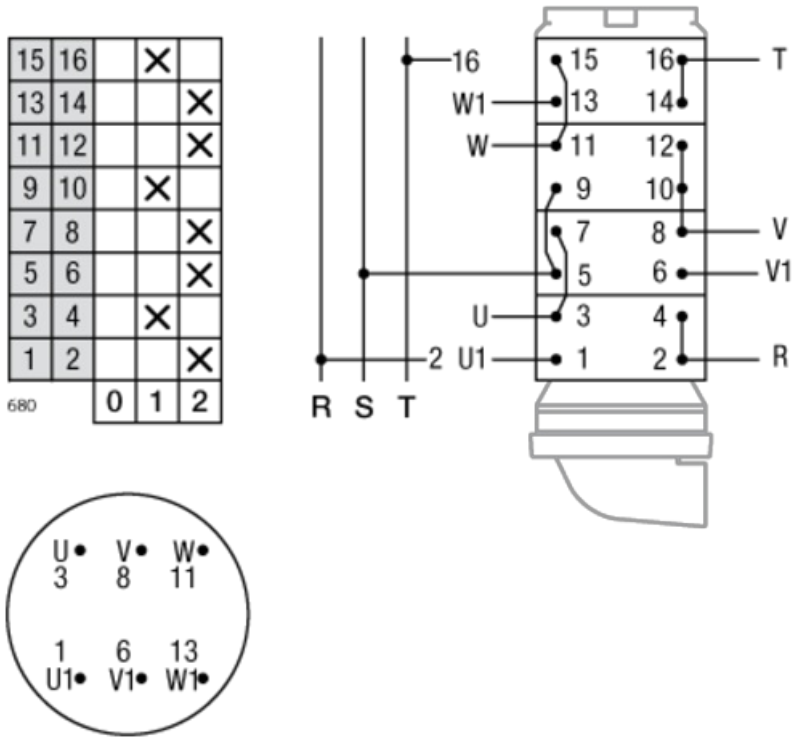 15 16
13 14
11 12
9 10
7 8
5 6
3 4
1 2
680 0 1 2
16 15 16 T
W1 13 14
W 11 12
9 10
7 8 V
5 6 V1
U 3 4
2 U1 1 2 R
R S T
U V W
3 8 11
1 6 13
U1 V1 W1